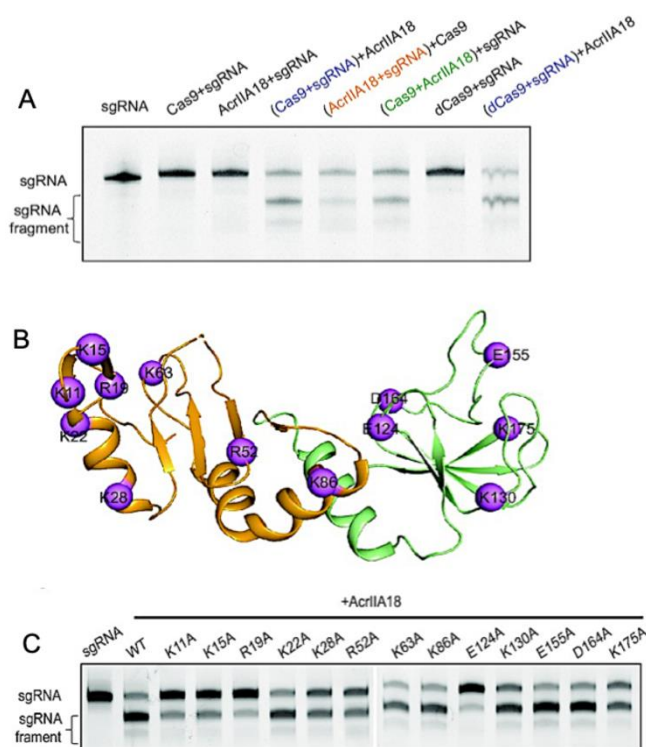 A
sgRNA
Cas9+sgRNA
AcrIIA18+sgRNA
(Cas9+sgRNA)+AcrIIA18
(AcrIIA18+sgRNA)+Cas9
(Cas9+AcrIIA18)+sgRNA
dCas9+sgRNA
(dCas9+sgRNA)+AcrIIA18
sgRNA
sgRNA
fragment
B
K15
K63
E155
K11
R19
D164
K22
E124
K175
R52
K86
K28
K130
+AcrIIA18
C
sgRNA
WT
K11A
K15A
R19A
K22A
K28A
R52A
K63A
K86A
E124A
K130A
E155A
D164A
K175A
sgRNA
sgRNA
frament